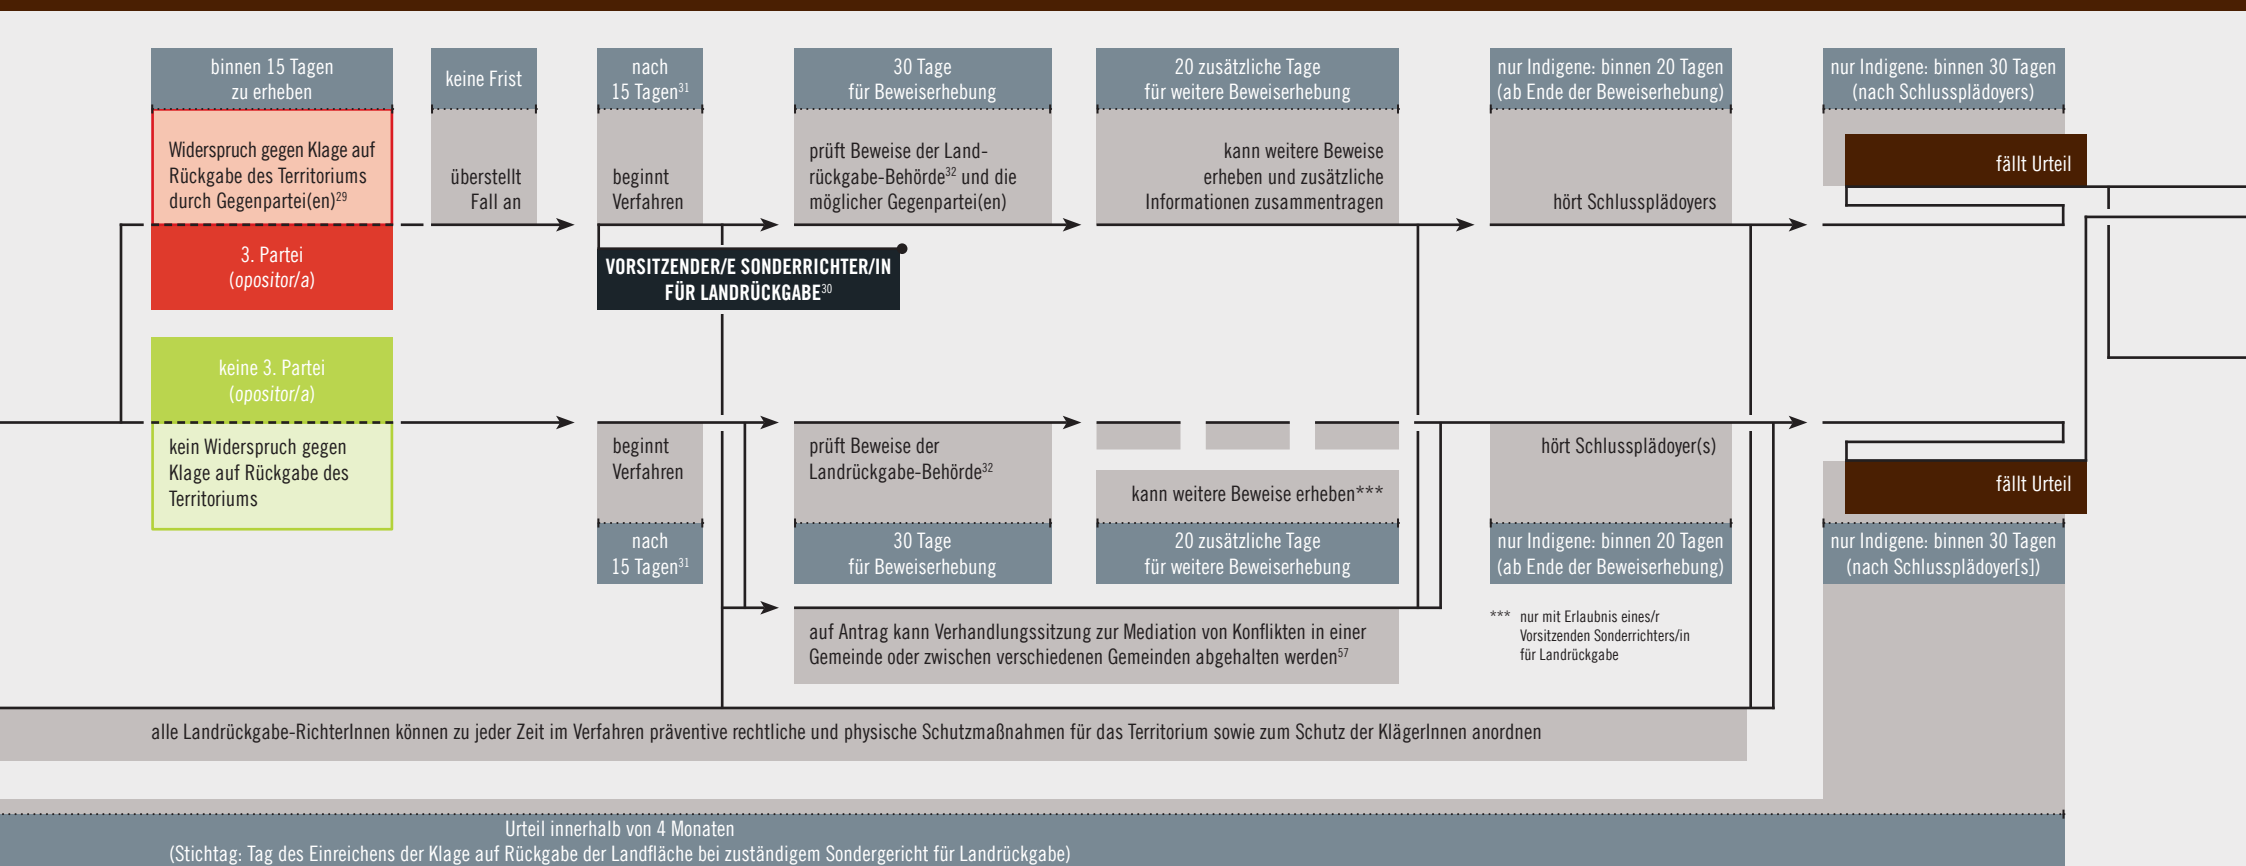 binnen 15 Tagen
zu erheben
Widerspruch gegen Klage auf
Rückgabe des Territoriums
durch Gegenpartei(en)29
3. Partei
(opositor/a)
keine Frist
überstellt
Fall an
nach
15 Tagen31
beginnt
Verfahren
VORSITZENDER/E SONDERRICHTER/IN
FÜR LANDRÜCKGABE30
30 Tage
für Beweiserhebung
prüft Beweise der Land-
rückgabe-Behörde32 und die
möglicher Gegenpartei(en)
20 zusätzliche Tage
für weitere Beweiserhebung
kann weitere Beweise
erheben und zusätzliche
Informationen zusammentragen
nur Indigene: binnen 20 Tagen
(ab Ende der Beweiserhebung)
hört Schlussplädoyers
nur Indigene: binnen 30 Tagen
(nach Schlussplädoyers)
fällt Urteil
keine 3. Partei
(opositor/a)
kein Widerspruch gegen
Klage auf Rückgabe des
Territoriums
beginnt
Verfahren
nach
15 Tagen31
prüft Beweise der
Landrückgabe-Behörde32
30 Tage
für Beweiserhebung
kann weitere Beweise erheben***
20 zusätzliche Tage
für weitere Beweiserhebung
hört Schlussplädoyer(s)
nur Indigene: binnen 20 Tagen
(ab Ende der Beweiserhebung)
fällt Urteil
nur Indigene: binnen 30 Tagen
(nach Schlussplädoyer[s])
auf Antrag kann Verhandlungssitzung zur Mediation von Konflikten in einer
Gemeinde oder zwischen verschiedenen Gemeinden abgehalten werden57
*** nur mit Erlaubnis eines/r
Vorsitzenden Sonderrichters/in
für Landrückgabe
alle Landrückgabe-RichterInnen können zu jeder Zeit im Verfahren präventive rechtliche und physische Schutzmaßnahmen für das Territorium sowie zum Schutz der KlägerInnen anordnen
Urteil innerhalb von 4 Monaten
(Stichtag: Tag des Einreichens der Klage auf Rückgabe der Landfläche bei zuständigem Sondergericht für Landrückgabe)